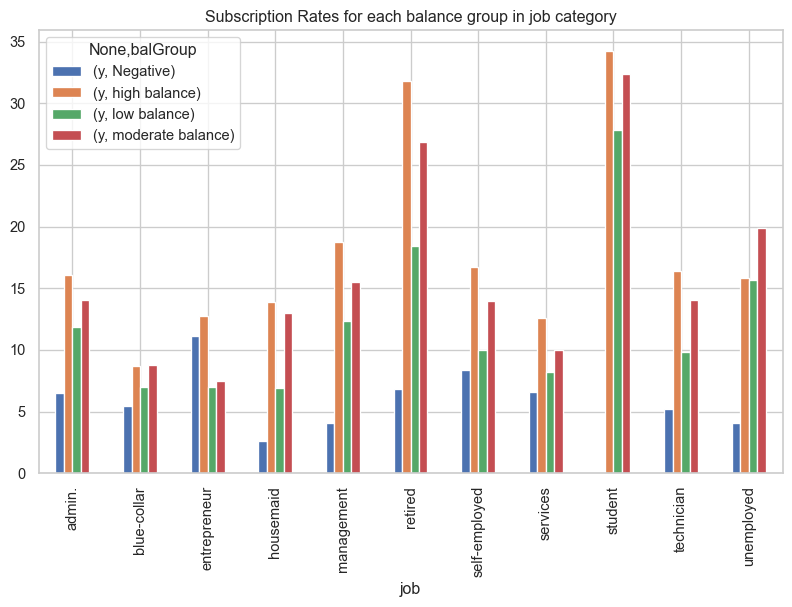 Subscription Rates for each balance group in job category
None,balGroup
(y, Negative)
(y, high balance)
(y, low balance)
(y, moderate balance)
35
30
25
20
15
10
5
0
admin.
blue-collar
entrepreneur
housemaid
management
retired
self-employed
services
student
technician
unemployed
job